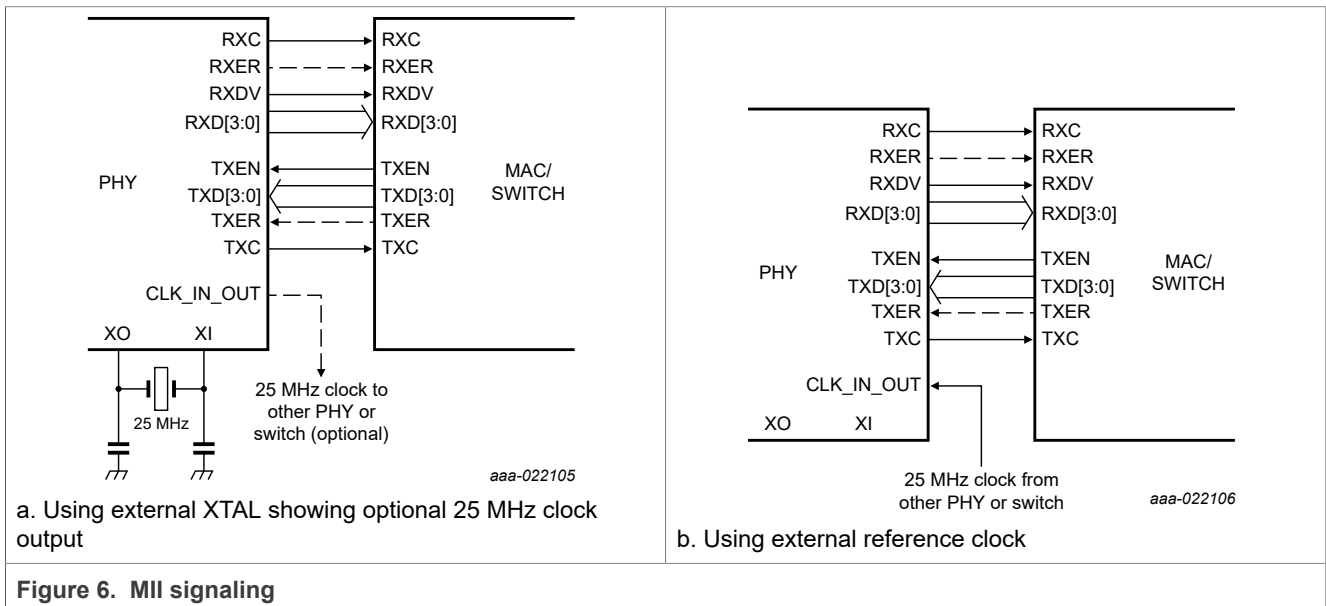 RXC RXC
RXER RXER
RXDV RXDV
RXD[3:0] RXD[3:0]
TXEN TXEN
PHY
MAC/
SWITCH
TXD[3:0] TXD[3:0]
TXER TXER
TXC TXC
CLK_IN_OUT
XO XI
25 MHz
25 MHz clock to
other PHY or
switch (optional)
aaa-022105
a. Using external XTAL showing optional 25 MHz clock
output
RXC RXC
RXER RXER
RXDV RXDV
RXD[3:0] RXD[3:0]
TXEN TXEN
PHY
MAC/
SWITCH
TXD[3:0] TXD[3:0]
TXER TXER
TXC TXC
CLK_IN_OUT
XO XI
25 MHz clock from
other PHY or switch
aaa-022106
b. Using external reference clock
Figure 6. MII signaling